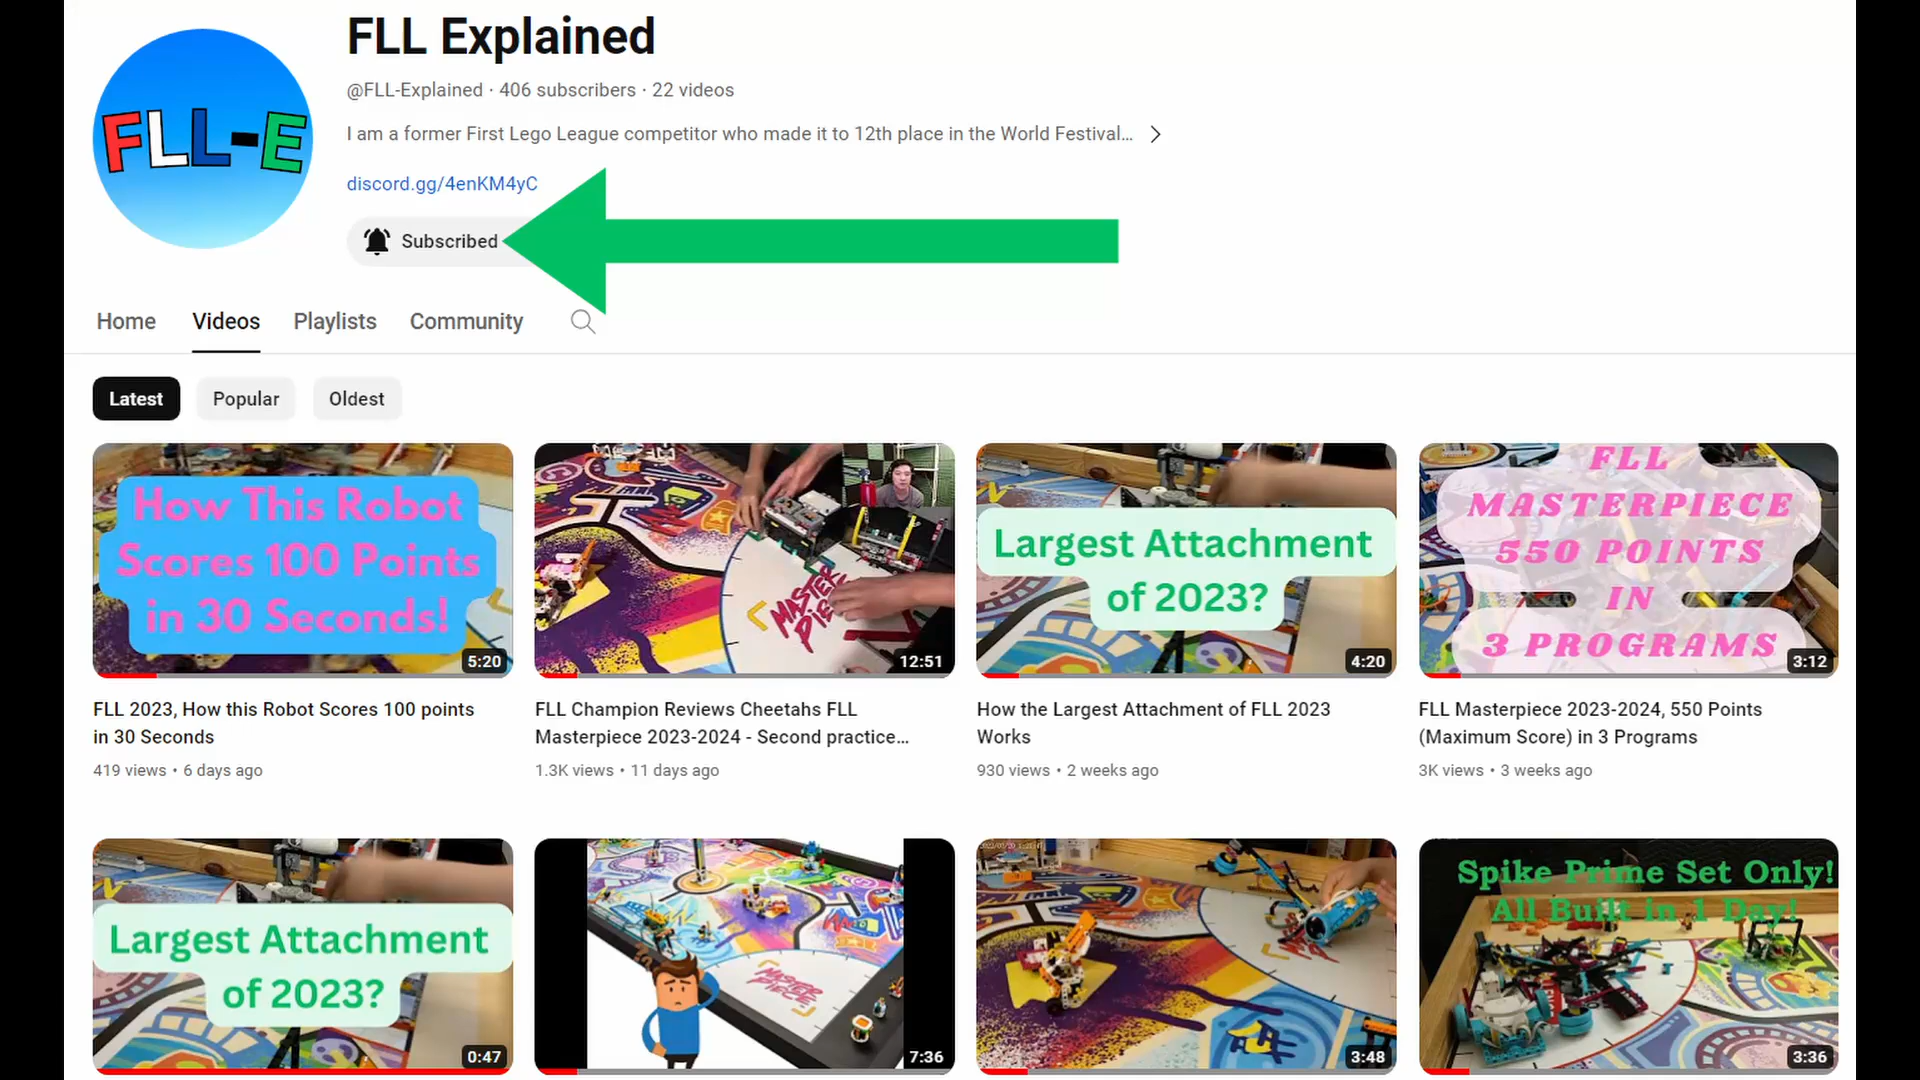 FLL-E
FLL Explained
@FLL-Explained · 406 subscribers · 22 videos
I am a former First Lego League competitor who made it to 12th place in the World Festival...
discord.gg/4enKM4yC
Subscribed
Home Videos Playlists Community
Latest Popular Oldest
How This Robot
Scores 100 Points
in 30 Seconds!
5:20
MASTER
PIECE
12:51
Largest Attachment
of 2023?
4:20
FLL
MASTERPIECE
550 POINTS
IN
3 PROGRAMS
3:12
FLL 2023, How this Robot Scores 100 points
in 30 Seconds
419 views • 6 days ago
FLL Champion Reviews Cheetahs FLL
Masterpiece 2023-2024 - Second practice...
1.3K views • 11 days ago
How the Largest Attachment of FLL 2023
Works
930 views • 2 weeks ago
FLL Masterpiece 2023-2024, 550 Points
(Maximum Score) in 3 Programs
3K views • 3 weeks ago
Largest Attachment
of 2023?
0:47
MASTER
PIECE
7:36
3:48
Spike Prime Set Only!
All Built in 1 Day!
3:36